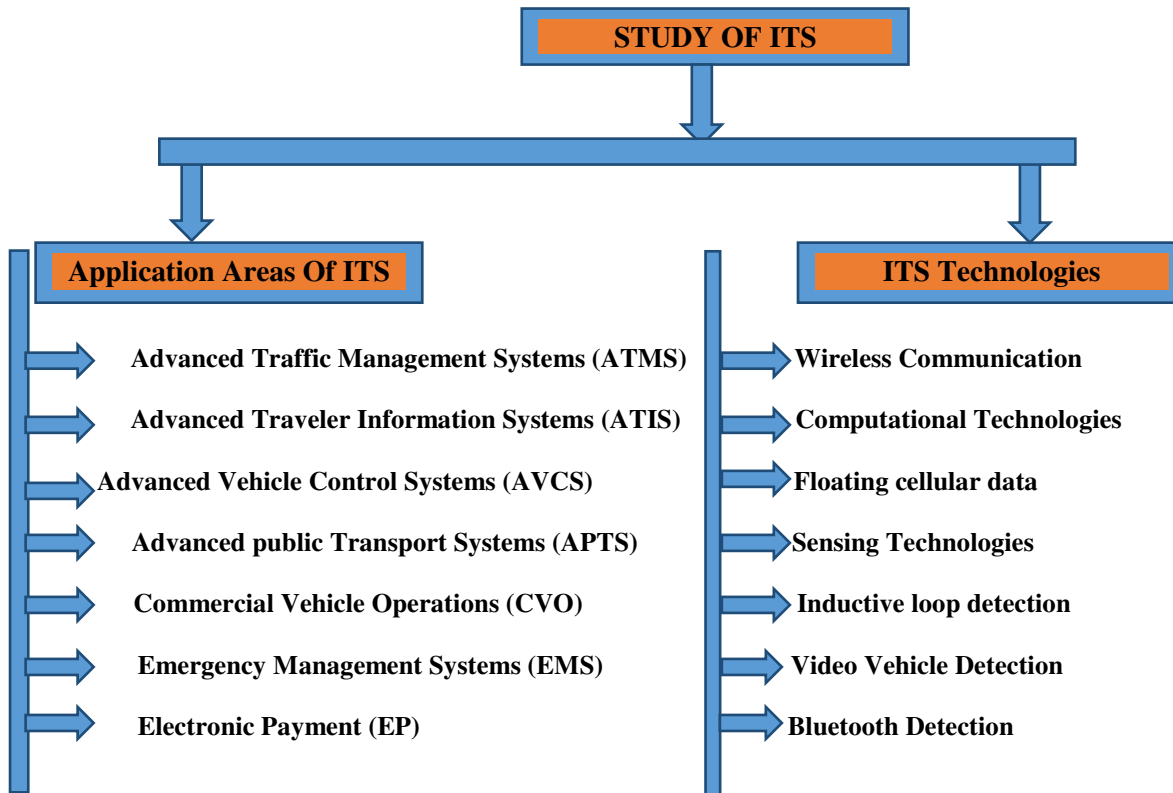 STUDY OF ITS
Application Areas Of ITS
Advanced Traffic Management Systems (ATMS)
Advanced Traveler Information Systems (ATIS)
Advanced Vehicle Control Systems (AVCS)
Advanced public Transport Systems (APTS)
Commercial Vehicle Operations (CVO)
Emergency Management Systems (EMS)
Electronic Payment (EP)
ITS Technologies
Wireless Communication
Computational Technologies
Floating cellular data
Sensing Technologies
Inductive loop detection
Video Vehicle Detection
Bluetooth Detection